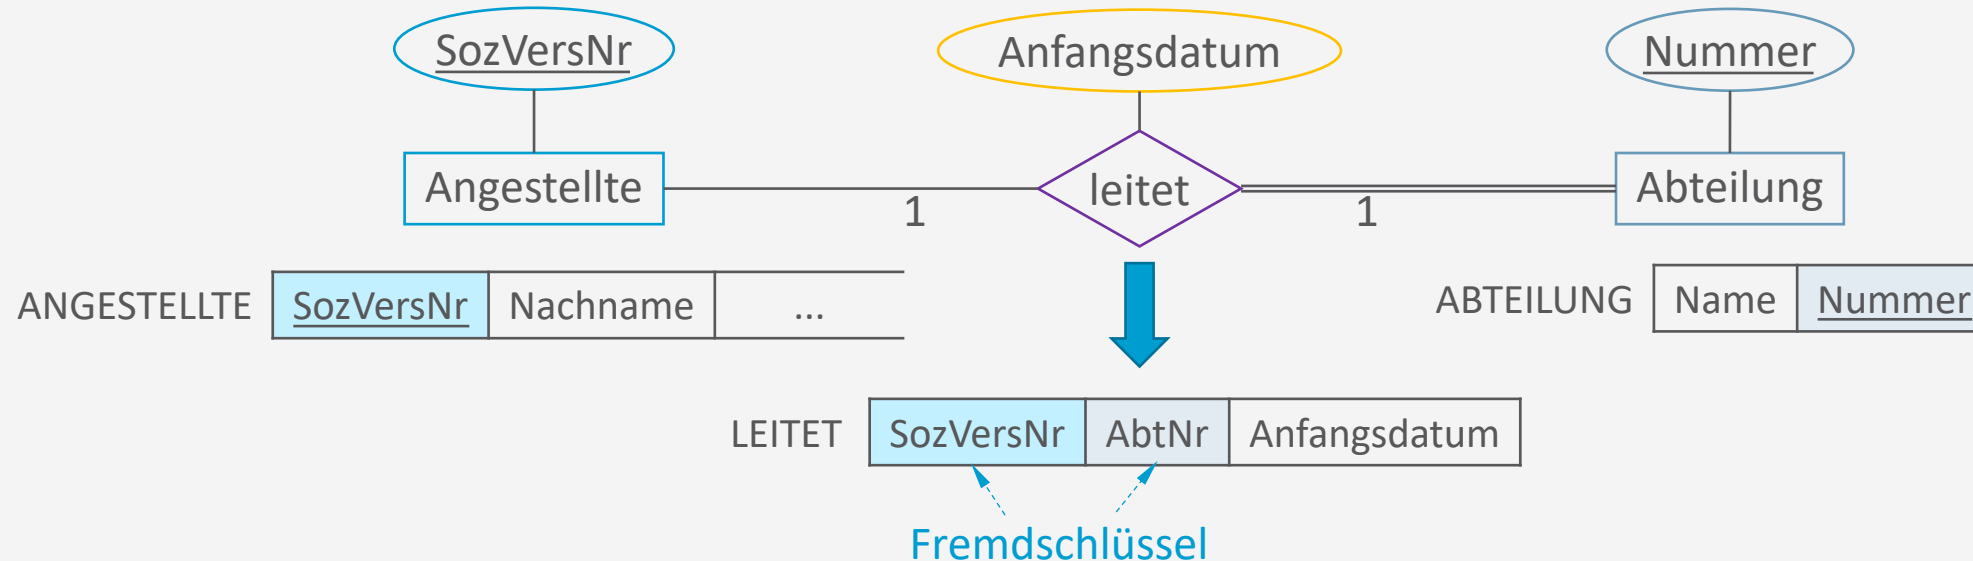 SozVersNr
Anfangsdatum
Nummer
Angestellte
1
leitet
1
Abteilung
ANGESTELLTE SozVersNr Nachname ...
ABTEILUNG Name Nummer
LEITET SozVersNr AbtNr Anfangsdatum
Fremdschlüssel